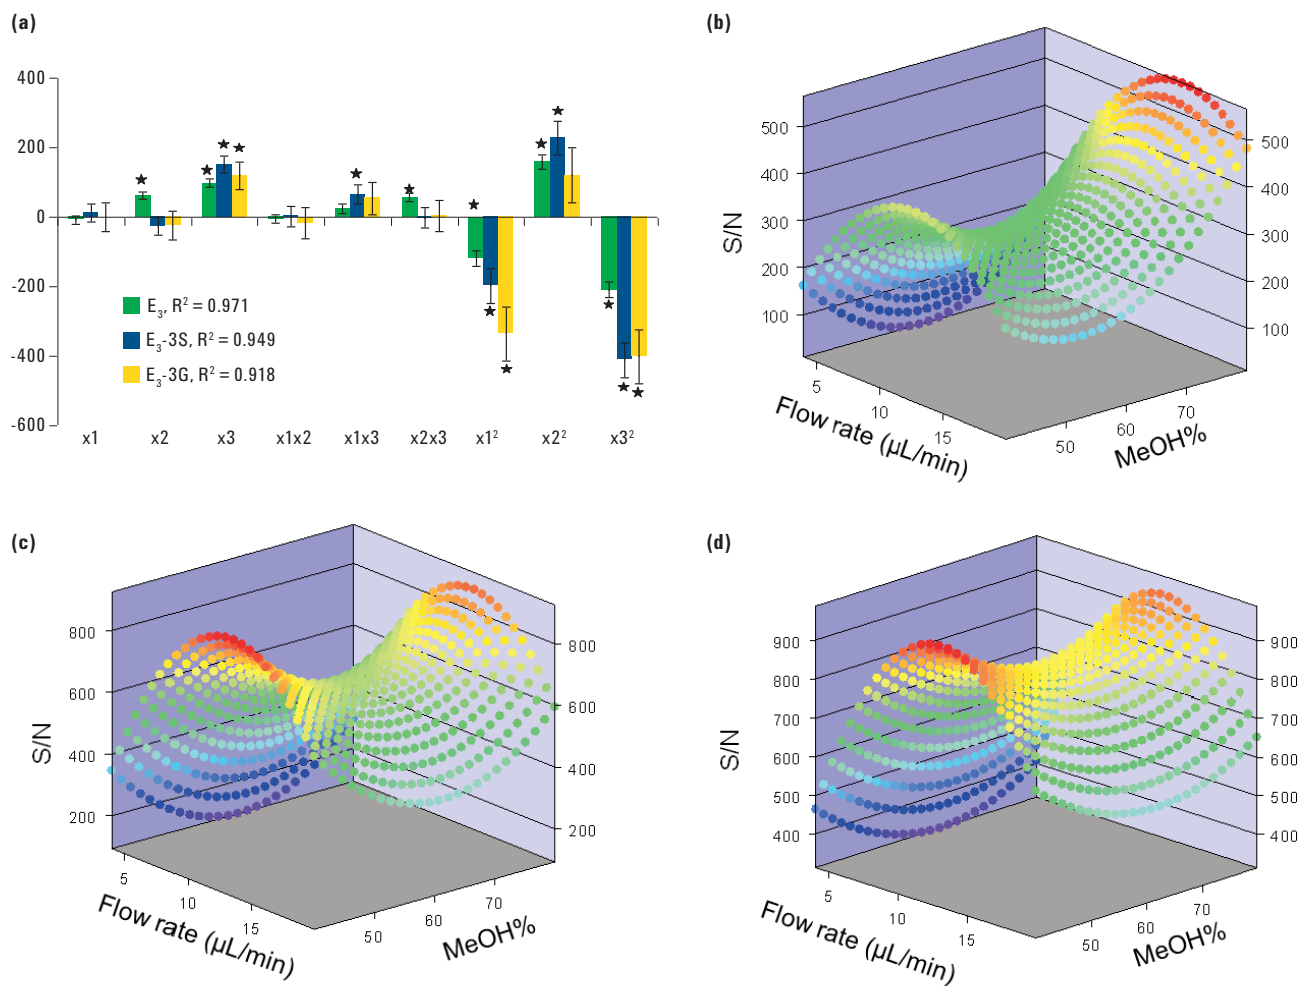 (a)
400
200
0
-200
-400
-600
E₃, R² = 0.971
E₃-3S, R² = 0.949
E₃-3G, R² = 0.918
x1 x2 x3 x1x2 x1x3 x2x3 x1² x2² x3²
(b)
S/N
500
400
300
200
100
500
400
300
200
100
5 10 15
Flow rate (µL/min)
50 60 70
MeOH%
(c)
S/N
800
600
400
200
800
600
400
200
5 10 15
Flow rate (µL/min)
50 60 70
MeOH%
(d)
S/N
900
800
700
600
500
400
900
800
700
600
500
400
5 10 15
Flow rate (µL/min)
50 60 70
MeOH%